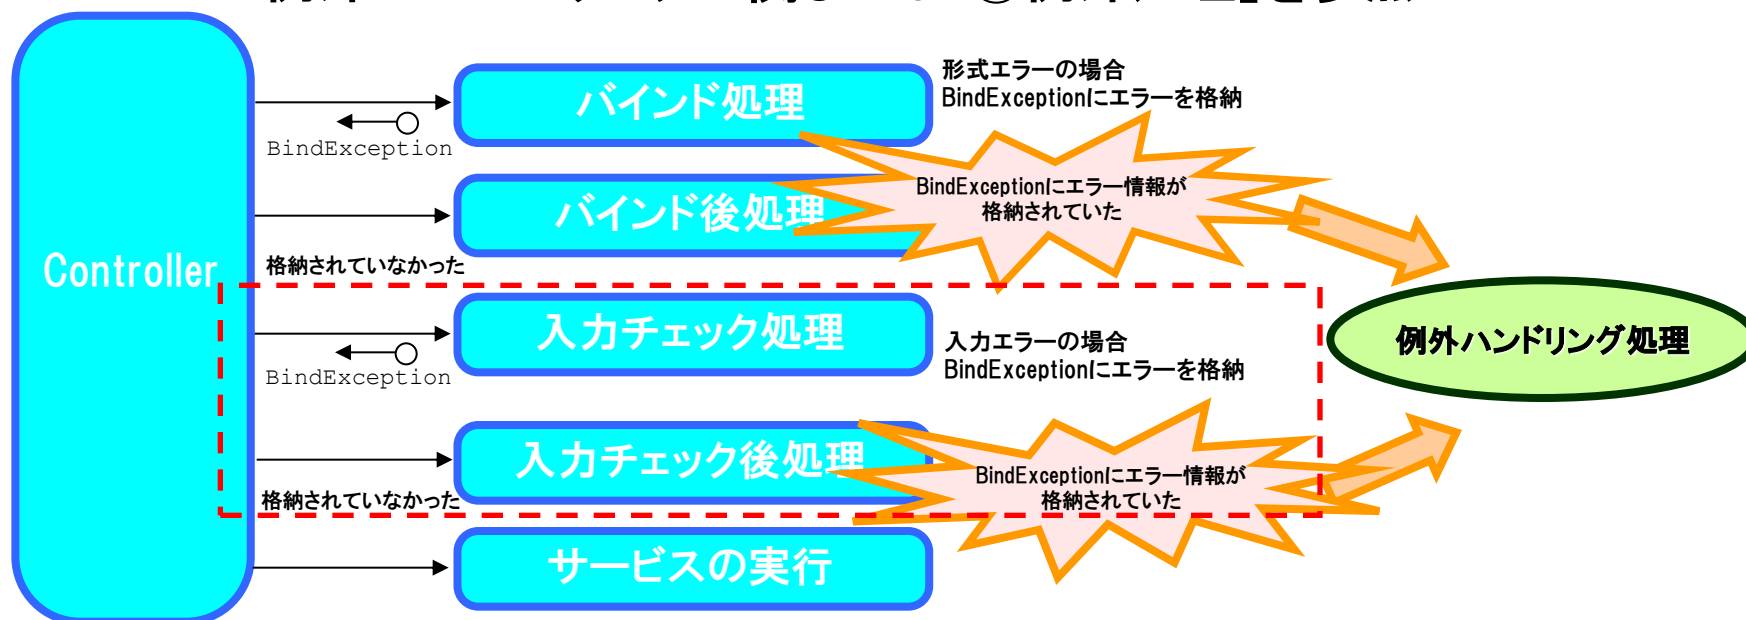 形式エラーの場合
BindExceptionにエラーを格納
バインド処理
BindException
BindExceptionにエラー情報が
格納されていた
バインド後処理
Controller
格納されていなかった
入力チェック処理
入力エラーの場合
BindExceptionにエラーを格納
例外ハンドリング処理
BindException
入力チェック後処理
BindExceptionにエラー情報が
格納されていた
格納されていなかった
サービスの実行